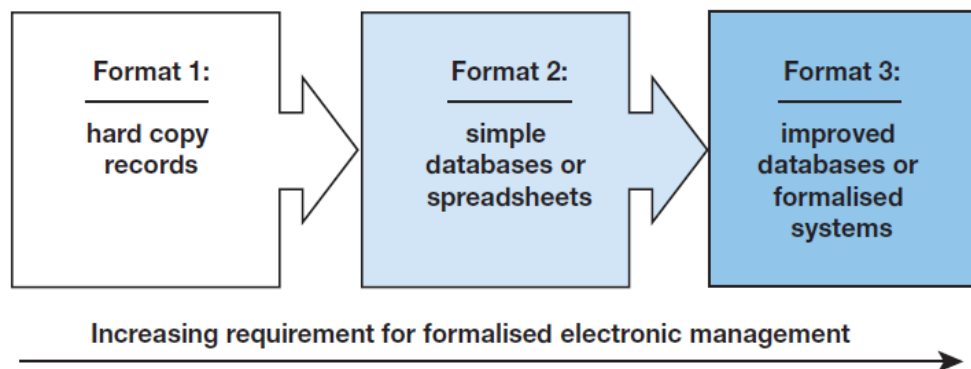 Format 1:
hard copy
records
Format 2:
simple
databases or
spreadsheets
Format 3:
improved
databases or
formalised
systems
Increasing requirement for formalised electronic management